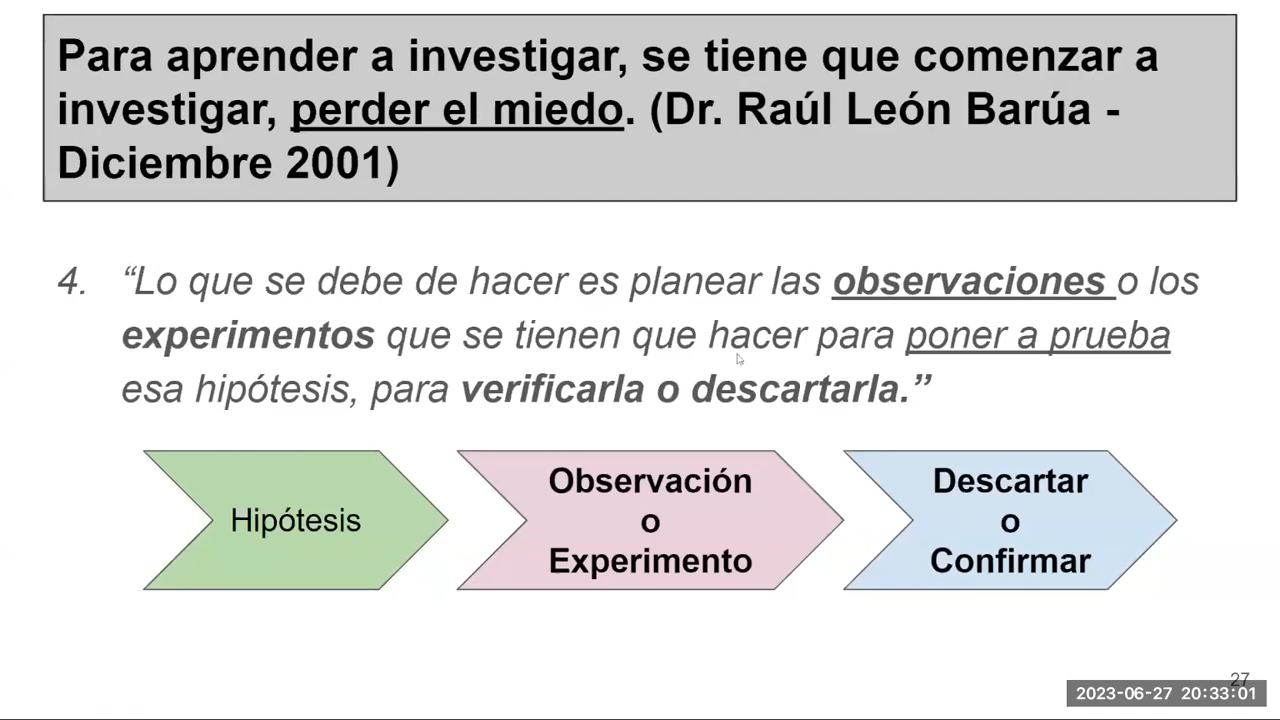 Para aprender a investigar, se tiene que comenzar a
investigar, perder el miedo. (Dr. Raúl León Barúa -
Diciembre 2001)
4. “Lo que se debe de hacer es planear las observaciones o los
experimentos que se tienen que hacer para poner a prueba
esa hipótesis, para verificarla o descartarla.”
Hipótesis
Observación
o
Experimento
Descartar
o
Confirmar
27
2023-06-27 20:33:01